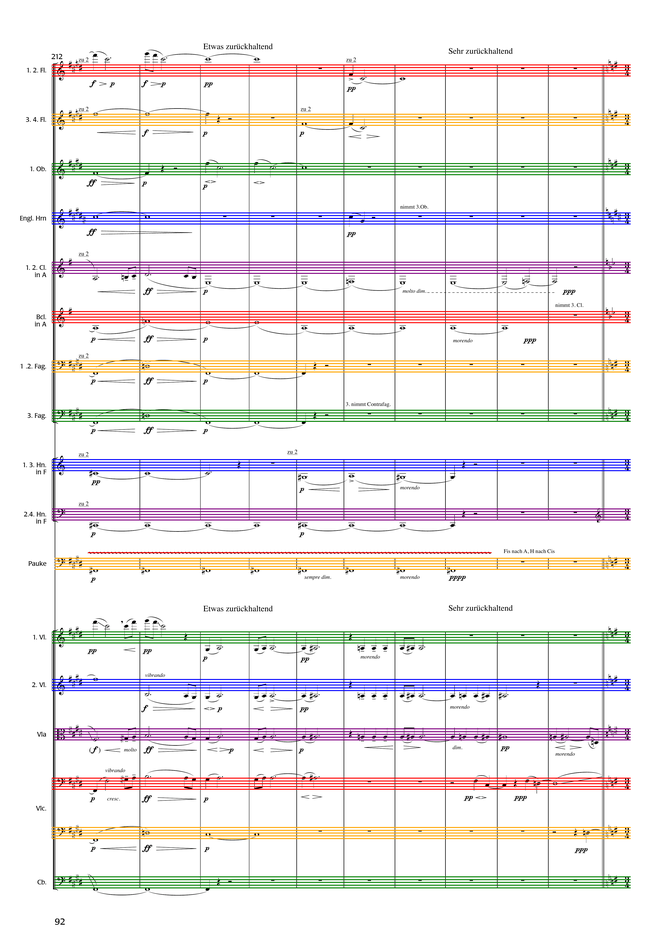 Etwas zurückhaltend
Sehr zurückhaltend
212
zu 2
zu 2
1. 2. Fl.
f > p
f > p
pp
pp
zu 2
zu 2
3. 4. Fl.
f
p
p
1. Ob.
ff
p
p
nimmt 3.Ob.
Engl. Hrn
ff
pp
zu 2
1. 2. Cl.
in A
ff
p
molto dim.
ppp
nimmt 3. Cl.
Bcl.
in A
p
ff
p
morendo
ppp
zu 2
1 .2. Fag.
p
ff
p
3. nimmt Contrafag.
3. Fag.
p
ff
p
zu 2
zu 2
1. 3. Hn.
in F
pp
p
morendo
zu 2
2.4. Hn.
in F
p
p
Fis nach A, H nach Cis
Pauke
p
sempre dim.
morendo
pppp
Etwas zurückhaltend
Sehr zurückhaltend
1. Vl.
pp
pp
p
pp
morendo
vibrando
2. Vl.
f
p
pp
morendo
Vla
(f)
molto
ff
p
p
dim.
pp
morendo
vibrando
p
cresc.
ff
p
pp
ppp
Vlc.
p
ff
p
ppp
Cb.
92